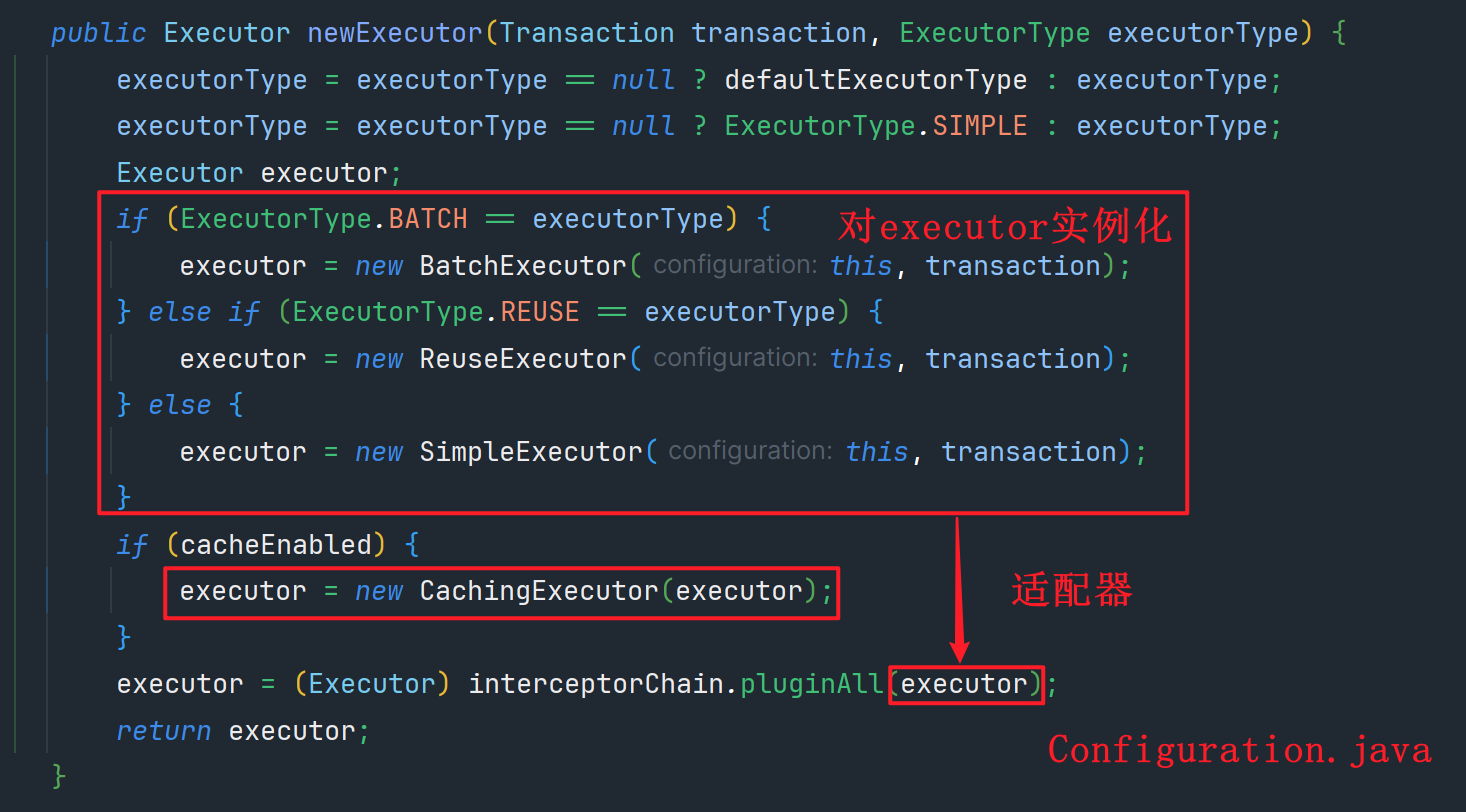 public Executor newExecutor(Transaction transaction, ExecutorType executorType) {
executorType = executorType == null ? defaultExecutorType : executorType;
executorType = executorType == null ? ExecutorType.SIMPLE : executorType;
Executor executor;
if (ExecutorType.BATCH == executorType) {
对executor实例化
executor = new BatchExecutor( configuration: this, transaction);
} else if (ExecutorType.REUSE == executorType) {
executor = new ReuseExecutor( configuration: this, transaction);
} else {
executor = new SimpleExecutor( configuration: this, transaction);
}
if (cacheEnabled) {
executor = new CachingExecutor(executor);
适配器
}
executor = (Executor) interceptorChain.pluginAll(executor);
return executor;
Configuration.java
}